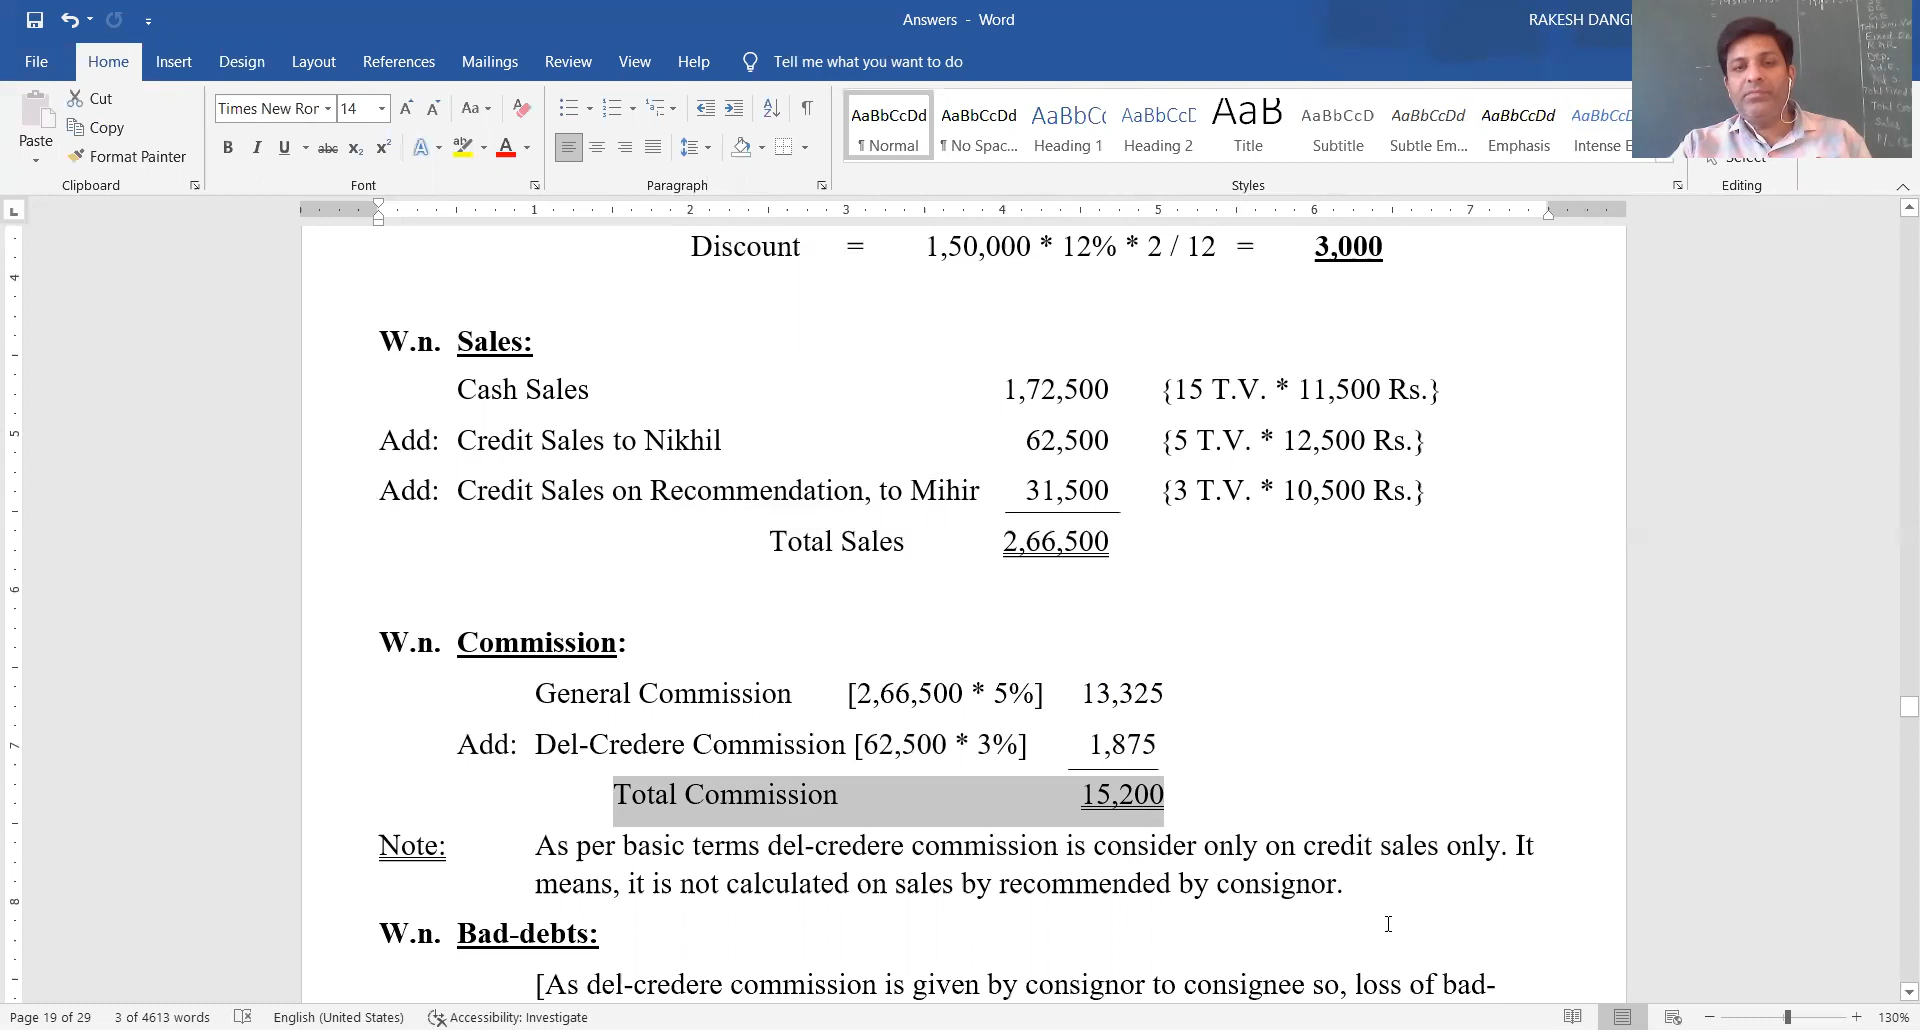 Answers - Word
RAKESH DANGI
File Home Insert Design Layout References Mailings Review View Help Tell me what you want to do
Paste
Cut
Copy
Format Painter
Clipboard
Times New Ror 14
Font
Paragraph
AaBbCcDd AaBbCcDd AaBbCc AaBbCcD AaB AaBbCcD AaBbCcDd AaBbCcDd AaBbCcD
¶ Normal ¶ No Spac... Heading 1 Heading 2 Title Subtitle Subtle Em... Emphasis Intense E
Styles
Select
Editing
Discount = 1,50,000 * 12% * 2 / 12 = 3,000
W.n. Sales:
Cash Sales 1,72,500 {15 T.V. * 11,500 Rs.}
Add: Credit Sales to Nikhil 62,500 {5 T.V. * 12,500 Rs.}
Add: Credit Sales on Recommendation, to Mihir 31,500 {3 T.V. * 10,500 Rs.}
Total Sales 2,66,500
W.n. Commission:
General Commission [2,66,500 * 5%] 13,325
Add: Del-Credere Commission [62,500 * 3%] 1,875
Total Commission 15,200
Note: As per basic terms del-credere commission is consider only on credit sales only. It
means, it is not calculated on sales by recommended by consignor.
W.n. Bad-debts:
[As del-credere commission is given by consignor to consignee so, loss of bad-
Page 19 of 29 3 of 4613 words English (United States) Accessibility: Investigate 130%